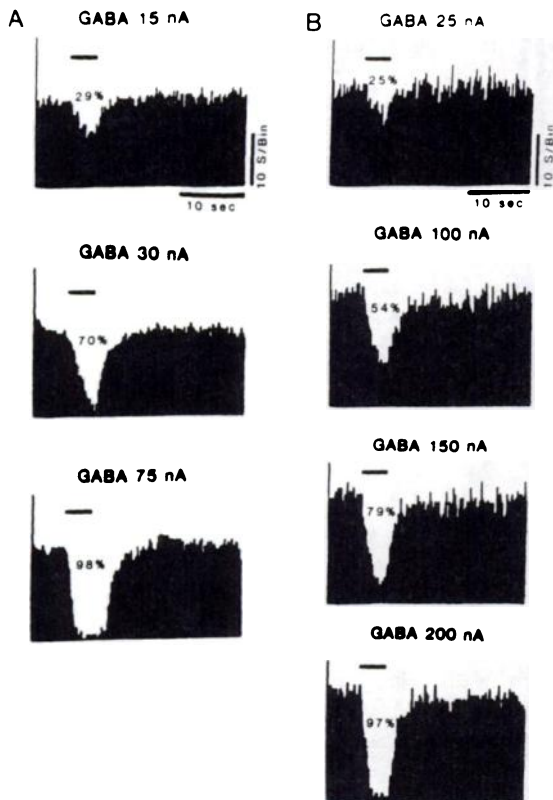 A
GABA 15 nA
29%
10 S/Bin
10 sec
GABA 30 nA
70%
GABA 75 nA
98%
B
GABA 25 nA
25%
10 S/Bin
10 sec
GABA 100 nA
54%
GABA 150 nA
79%
GABA 200 nA
97%